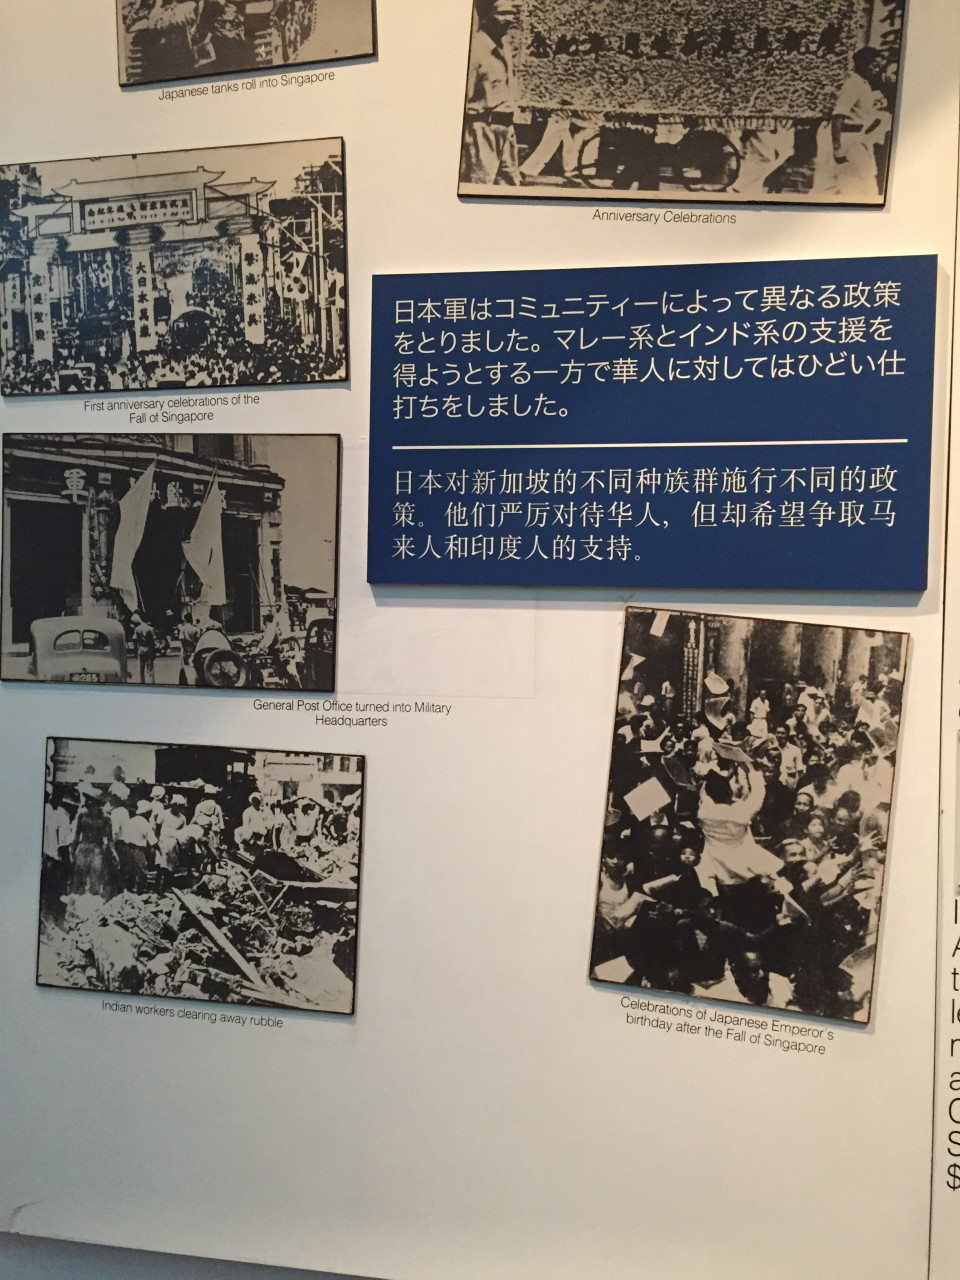 Japanese tanks roll into Singapore
Anniversary Celebrations
First anniversary celebrations of the
Fall of Singapore
大日本萬歲
日本軍はコミュニティーによって異なる政策
をとりました。マレー系とインド系の支援を
得ようとする一方で華人に対してはひどい仕
打ちをしました。
日本对新加坡的不同种族群施行不同的政
策。他们严厉对待华人，但却希望争取马
来人和印度人的支持。
軍
General Post Office turned into Military
Headquarters
Indian workers clearing away rubble
Celebrations of Japanese Emperor's
birthday after the Fall of Singapore